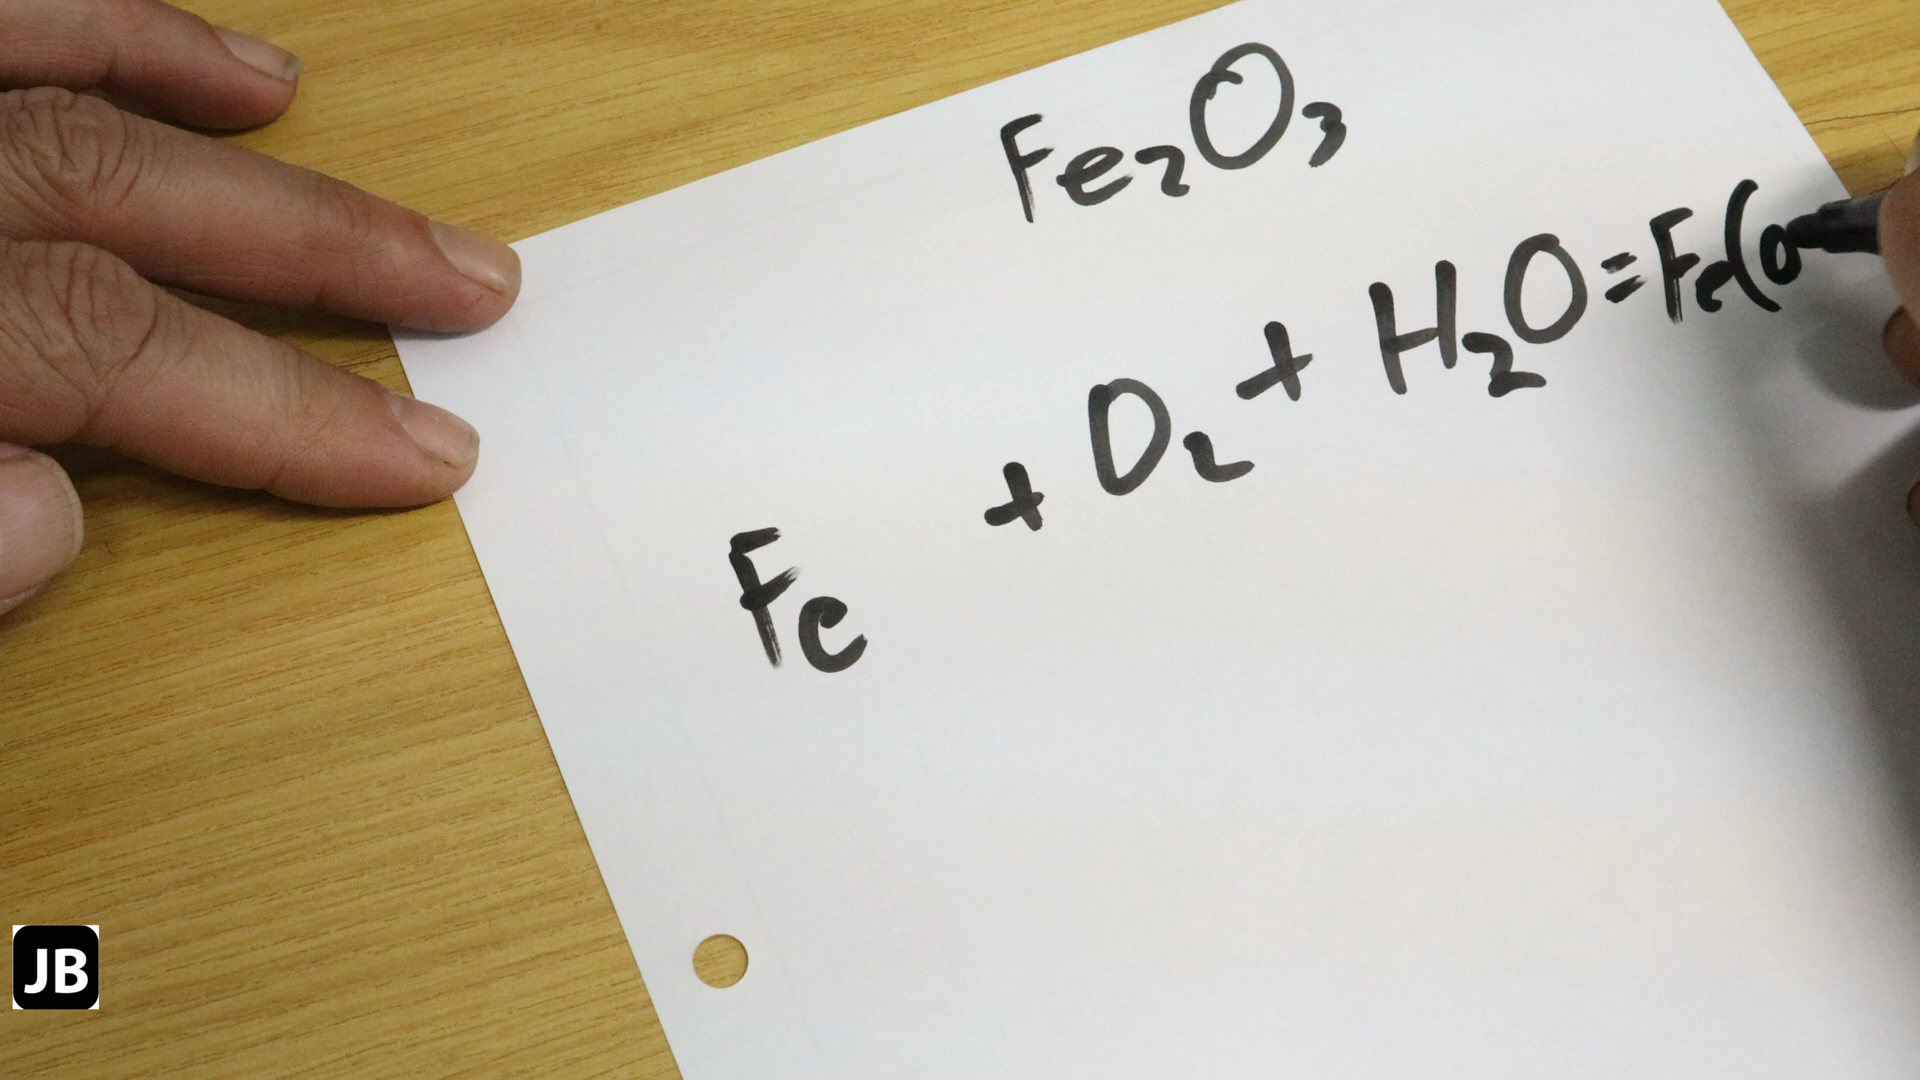 Fe₂O₃
Fe + O₂ + H₂O = Fe(O
JB